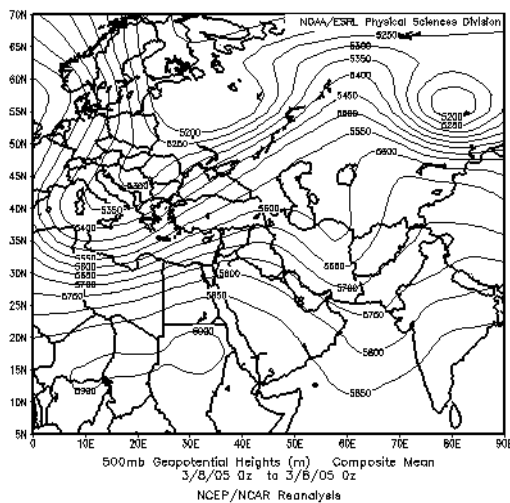 NOAA/ESRL Physical Sciences Division
70N
65N
60N
55N
50N
45N
40N
35N
30N
25N
20N
15N
10N
5N
5250
5300
5350
5400
5450
5500
5550
5600
5200
5250
5200
5250
5350
5400
5550
5600
5650
5700
5750
5600
5650
5700
5750
5800
5850
5800
5850
5900
5900
0
10E
20E
30E
40E
50E
60E
70E
80E
90E
500mb Geopotential Heights (m) Composite Mean
3/8/05 0z to 3/8/05 0z
NCEP/NCAR Reanalysis